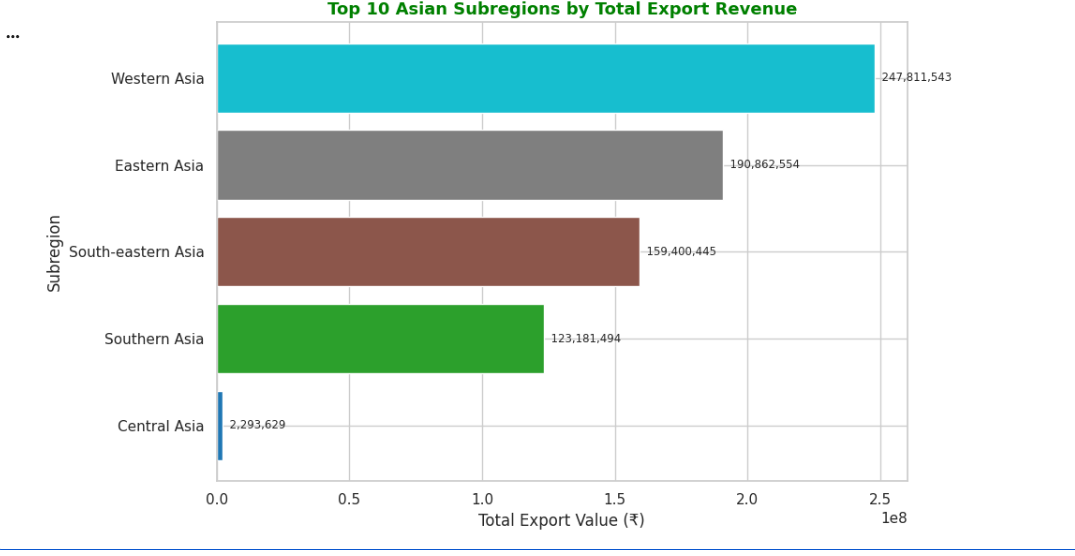 Top 10 Asian Subregions by Total Export Revenue
...
Western Asia
247,811,543
Eastern Asia
190,862,554
South-eastern Asia
159,400,445
Southern Asia
123,181,494
Central Asia
2,293,629
Subregion
0.0 0.5 1.0 1.5 2.0 2.5
1e8
Total Export Value (₹)